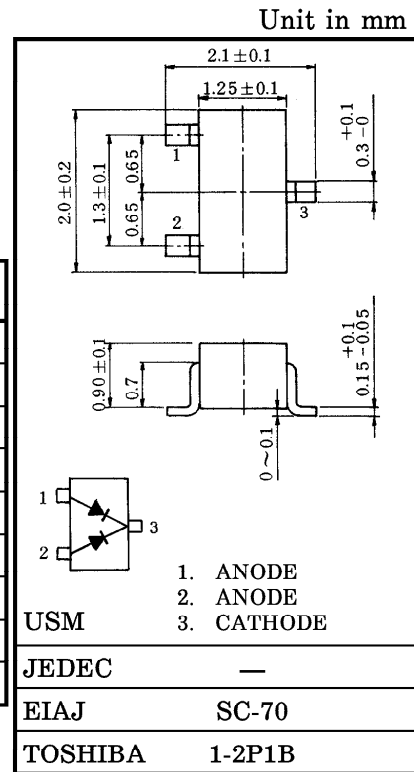 Unit in mm
2.1±0.1
1.25±0.1
+0.1
0.3-0
2.0±0.2
1.3±0.1
0.65
0.65
1
2
3
0.90±0.1
0.7
+0.1
0.15-0.05
0~0.1
1
2
3
1. ANODE
2. ANODE
USM 3. CATHODE
JEDEC —
EIAJ SC-70
TOSHIBA 1-2P1B